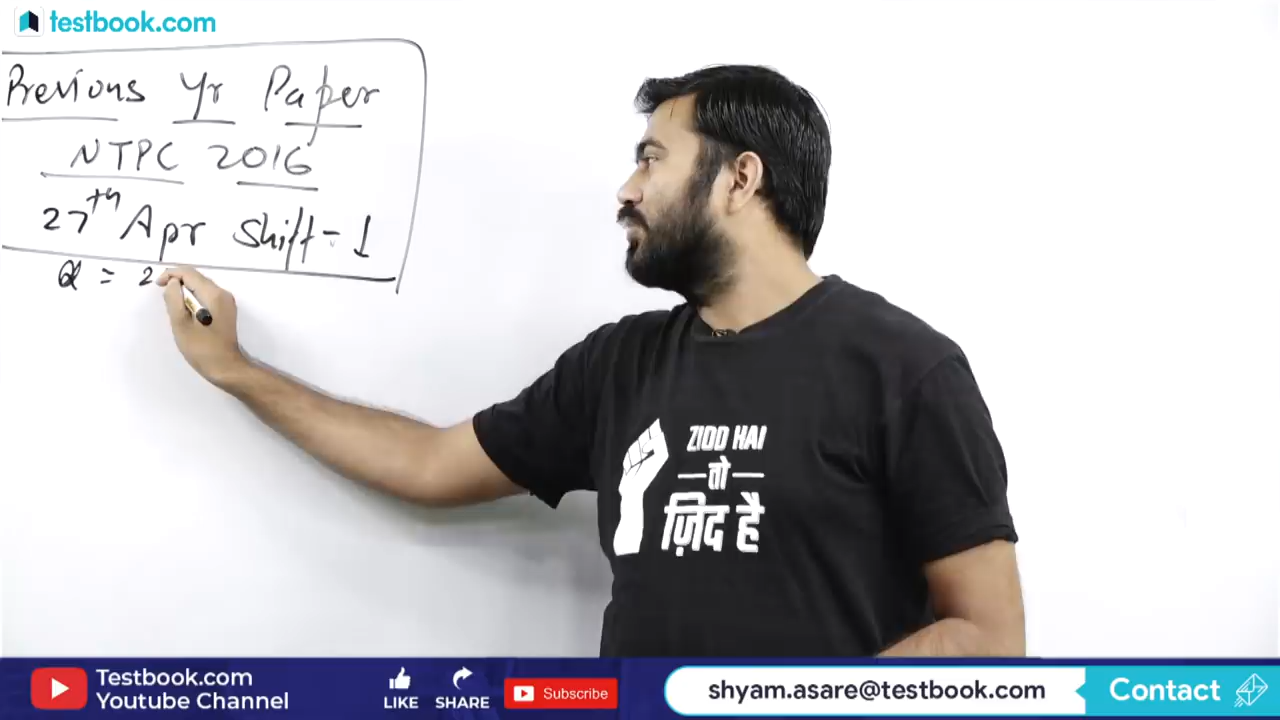 testbook.com
Previous Yr Paper
NTPC 2016
27th Apr Shift-1
Q = 2
ZIDD HAI
तो
ज़िद है
Testbook.com
Youtube Channel
LIKE
SHARE
Subscribe
shyam.asare@testbook.com
Contact